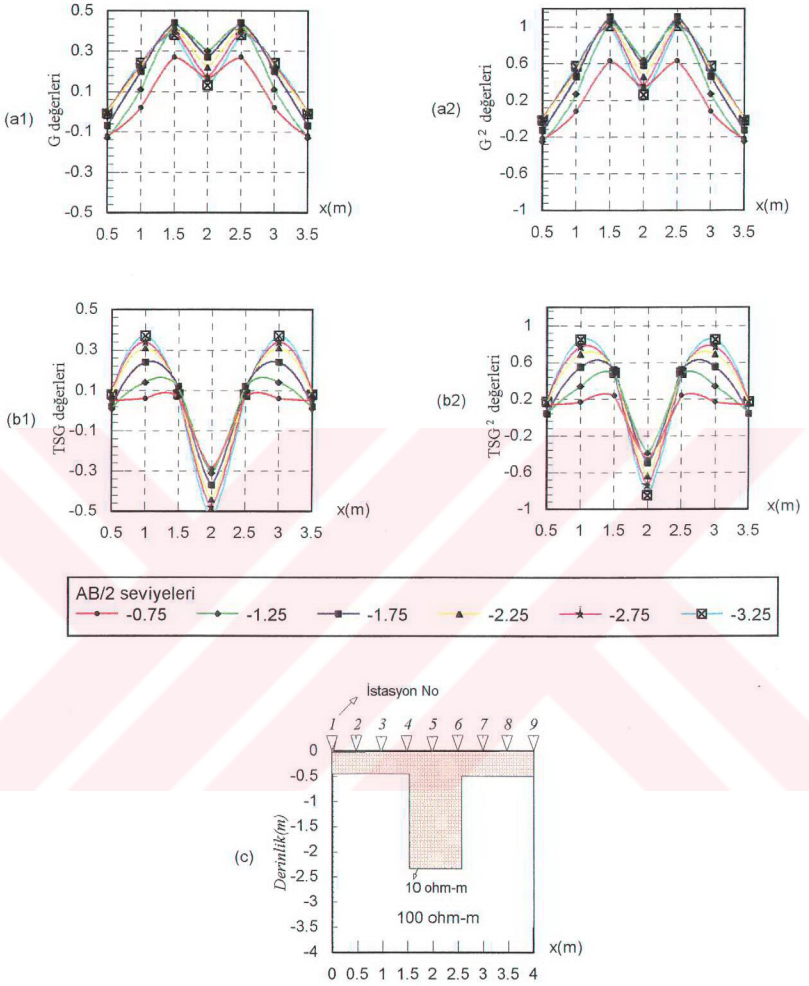 0.5
0.3
0.1
-0.1
-0.3
-0.5
G değerleri
(a1)
x(m)
0.5 1 1.5 2 2.5 3 3.5
1
0.6
0.2
-0.2
-0.6
-1
G 2 değerleri
(a2)
x(m)
0.5 1 1.5 2 2.5 3 3.5
0.5
0.3
0.1
-0.1
-0.3
-0.5
TSG değerleri
(b1)
x(m)
0.5 1 1.5 2 2.5 3 3.5
1
0.6
0.2
-0.2
-0.6
-1
TSG 2 değerleri
(b2)
x(m)
0.5 1 1.5 2 2.5 3 3.5
AB/2 seviyeleri
-0.75 -1.25 -1.75 -2.25 -2.75 -3.25
İstasyon No
1 2 3 4 5 6 7 8 9
0
-0.5
-1
-1.5
-2
-2.5
-3
-3.5
-4
Derinlik(m)
(c)
10 ohm-m
100 ohm-m
x(m)
0 0.5 1 1.5 2 2.5 3 3.5 4